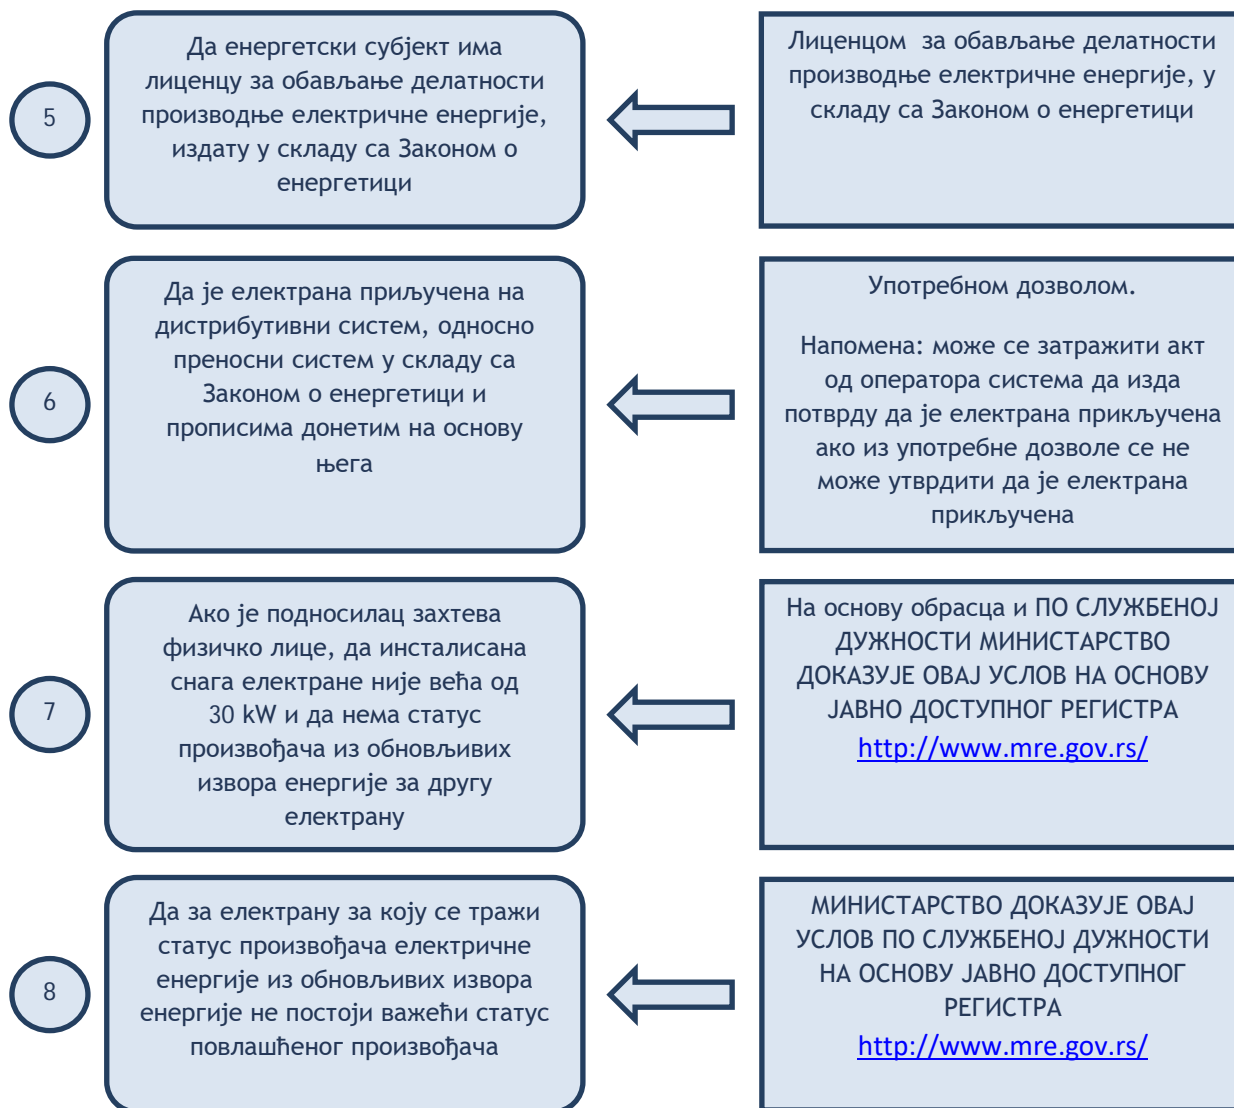 5
Да енергетски субјект има
лиценцу за обављање делатности
производње електричне енергије,
издату у складу са Законом о
енергетици
Лиценцом за обављање делатности
производње електричне енергије, у
складу са Законом о енергетици
6
Да је електрана приључена на
дистрибутивни систем, односно
преносни систем у складу са
Законом о енергетици и
прописима донетим на основу
њега
Употребном дозволом.
Напомена: може се затражити акт
од оператора система да изда
потврду да је електрана прикључена
ако из употребне дозволе се не
може утврдити да је електрана
прикључена
7
Ако је подносилац захтева
физичко лице, да инсталисана
снага електране није већа од
30 kW и да нема статус
произвођача из обновљивих
извора енергије за другу
електрану
На основу обрасца и ПО СЛУЖБЕНОЈ
ДУЖНОСТИ МИНИСТАРСТВО
ДОКАЗУЈЕ ОВАЈ УСЛОВ НА ОСНОВУ
ЈАВНО ДОСТУПНОГ РЕГИСТРА
http://www.mre.gov.rs/
8
Да за електрану за коју се тражи
статус произвођача електричне
енергије из обновљивих извора
енергије не постоји важећи статус
повлашћеног произвођача
МИНИСТАРСТВО ДОКАЗУЈЕ ОВАЈ
УСЛОВ ПО СЛУЖБЕНОЈ ДУЖНОСТИ
НА ОСНОВУ ЈАВНО ДОСТУПНОГ
РЕГИСТРА
http://www.mre.gov.rs/